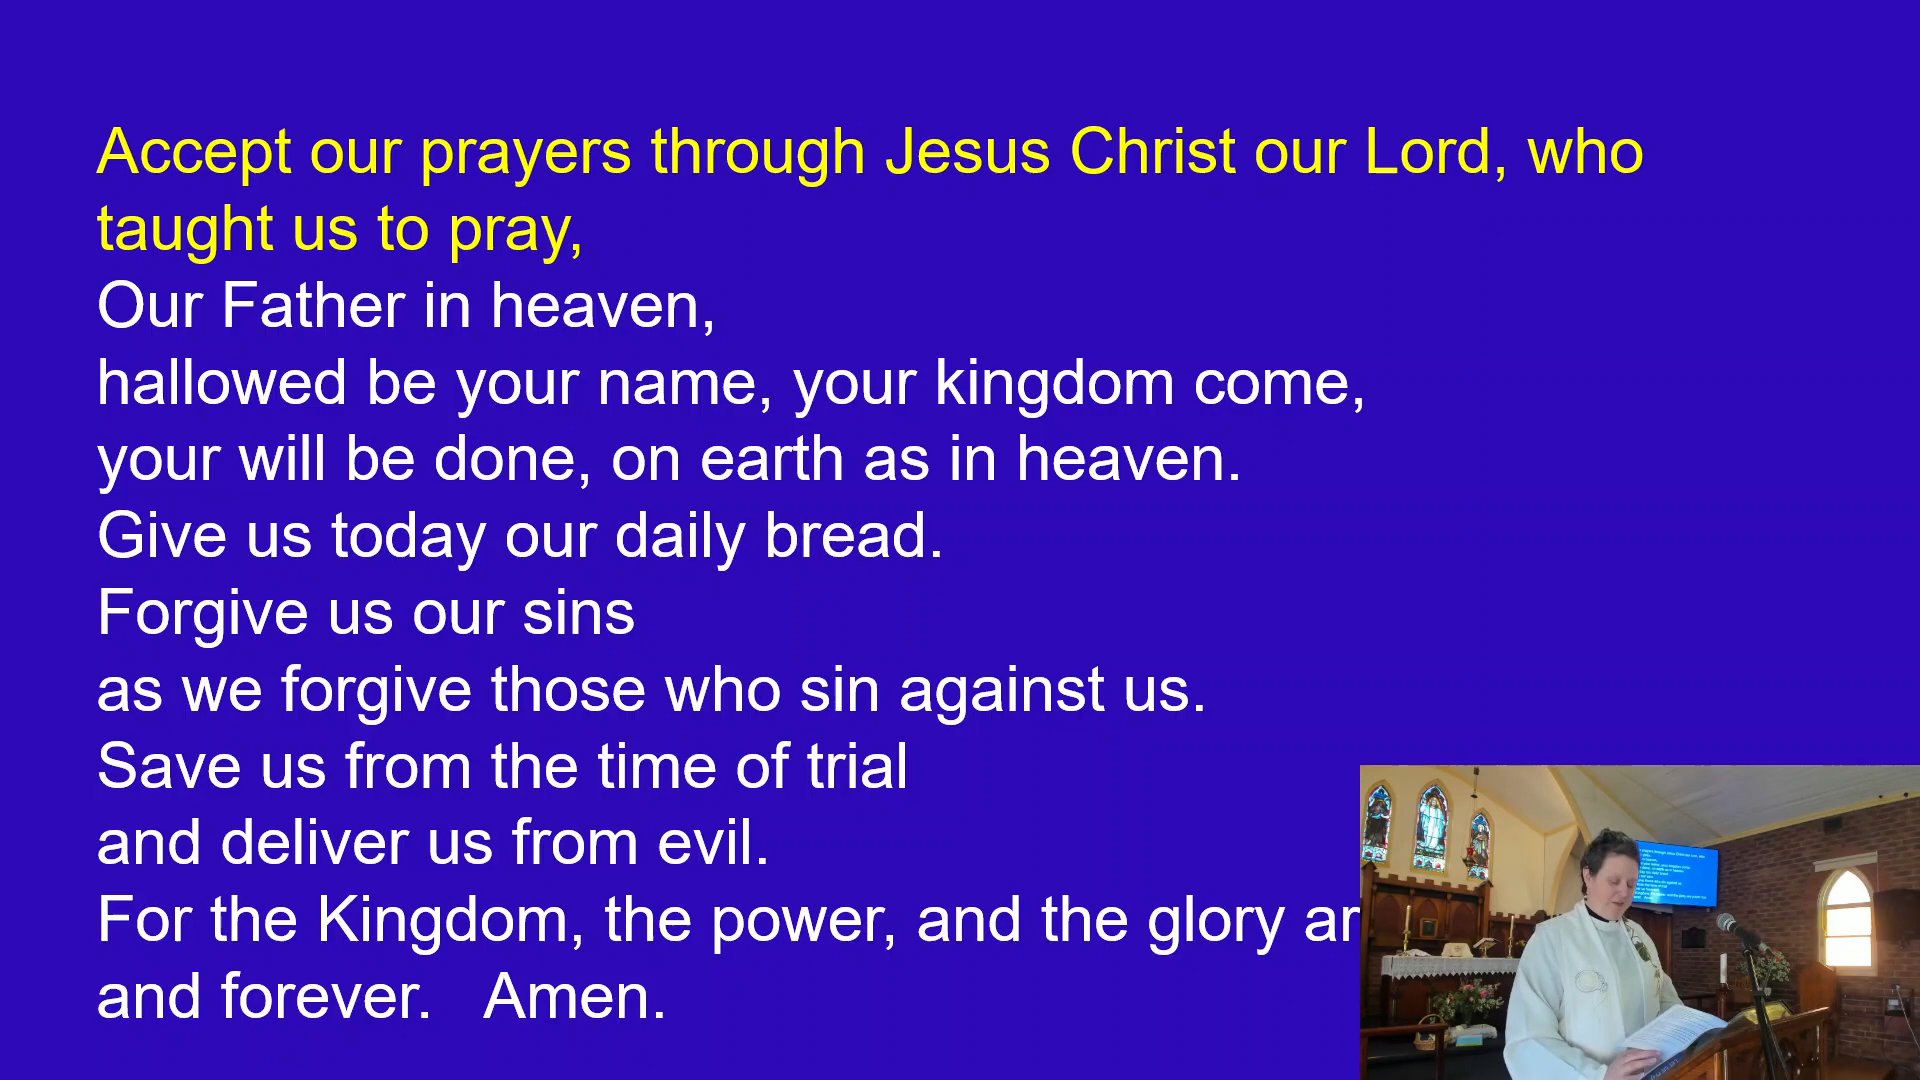 Accept our prayers through Jesus Christ our Lord, who
taught us to pray,
Our Father in heaven,
hallowed be your name, your kingdom come,
your will be done, on earth as in heaven.
Give us today our daily bread.
Forgive us our sins
as we forgive those who sin against us.
Save us from the time of trial
and deliver us from evil.
For the Kingdom, the power, and the glory ar
and forever. Amen.